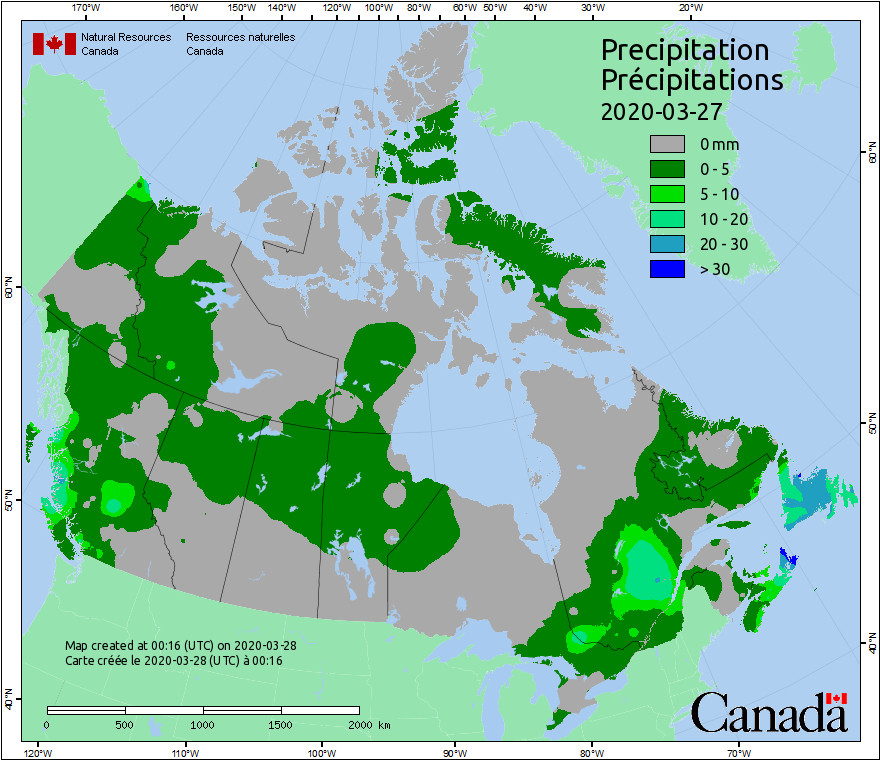 170°W 160°W 150°W 140°W 130°W 120°W 110°W 100°W 90°W 80°W 60°W 50°W 40°W 30°W 20°W
Natural Resources Ressources naturelles
Canada Canada
Precipitation
Précipitations
2020-03-27
0 mm
0 - 5
5 - 10
10 - 20
20 - 30
> 30
60°N
60°N
50°N
50°N
40°N
40°N
Map created at 00:16 (UTC) on 2020-03-28
Carte créée le 2020-03-28 (UTC) à 00:16
0 500 1000 1500 2000 km
Canada
120°W 110°W 100°W 90°W 80°W 70°W